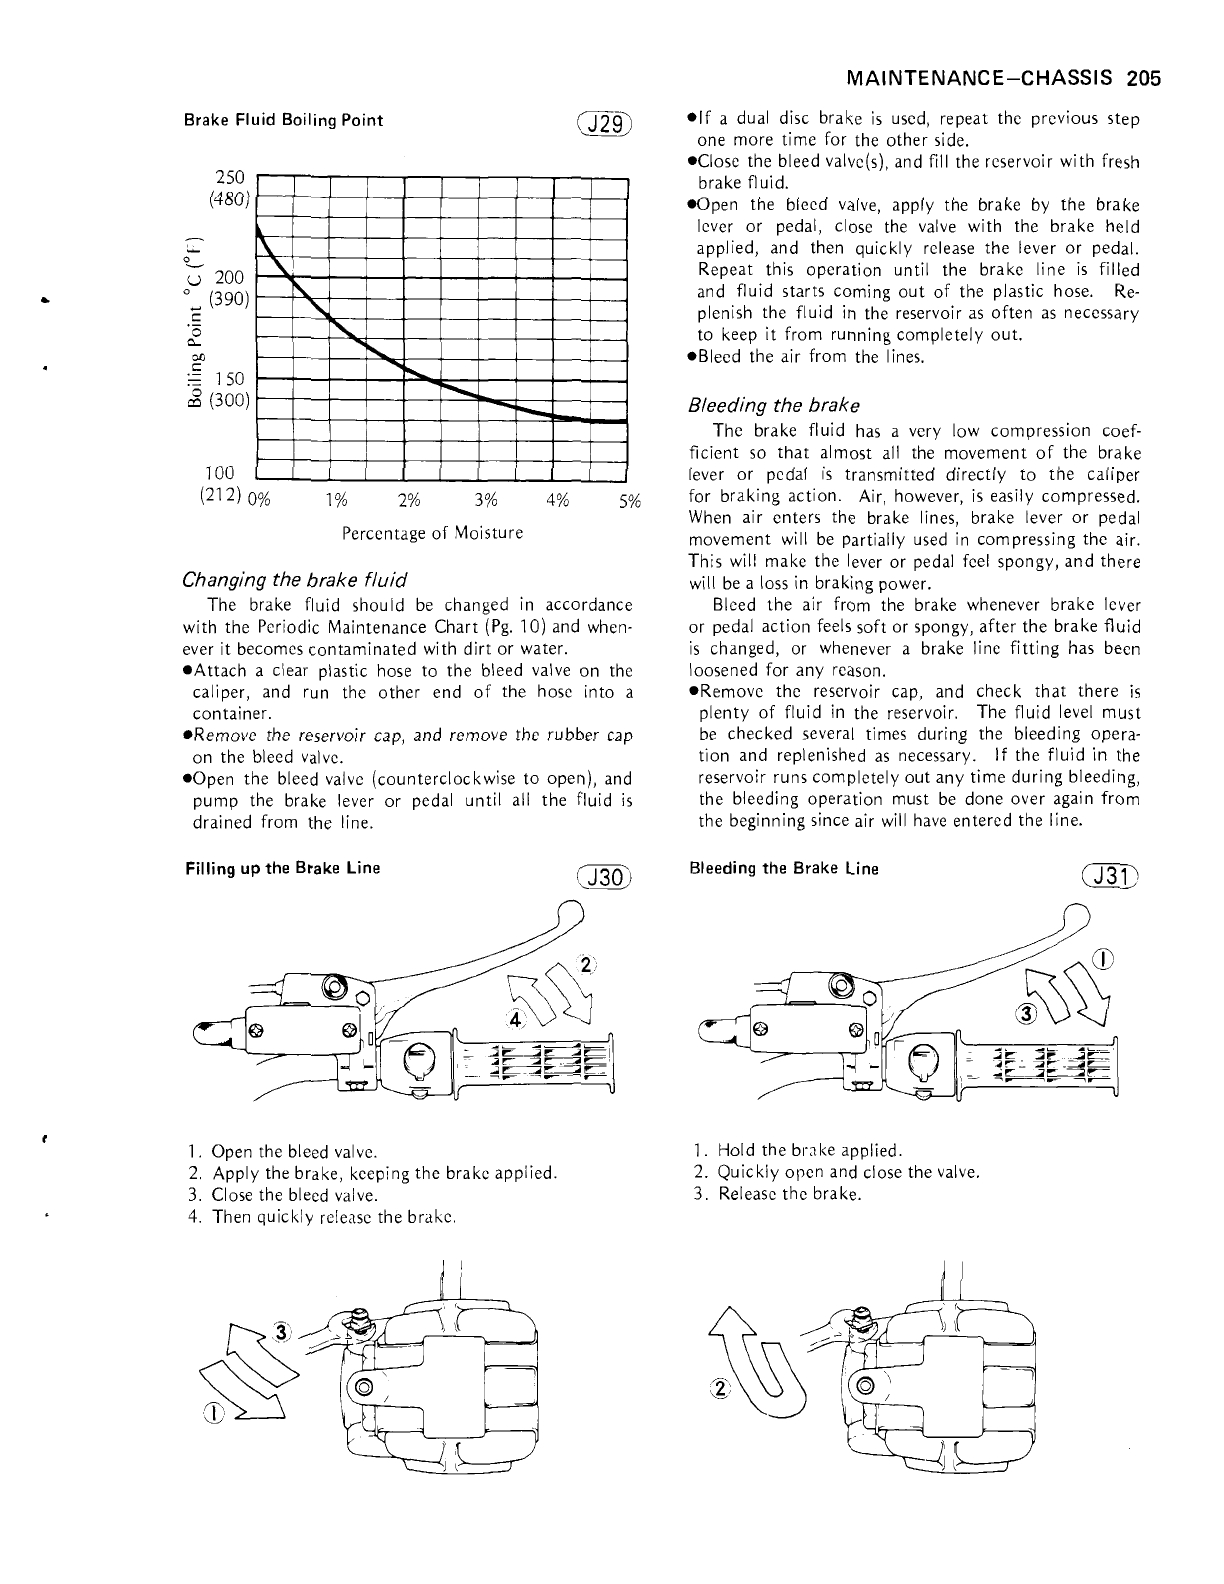 MAINTENANCE–CHASSIS 205
Brake Fluid Boiling Point
J29
250
(480)
200
(390)
150
(300)
100
(212)
Boiling Point °C (°F)
0% 1% 2% 3% 4% 5%
Percentage of Moisture
Changing the brake fluid
The brake fluid should be changed in accordance
with the Periodic Maintenance Chart (Pg. 10) and when-
ever it becomes contaminated with dirt or water.
●Attach a clear plastic hose to the bleed valve on the
caliper, and run the other end of the hose into a
container.
●Remove the reservoir cap, and remove the rubber cap
on the bleed valve.
●Open the bleed valve (counterclockwise to open), and
pump the brake lever or pedal until all the fluid is
drained from the line.
Filling up the Brake Line
J30
2
4
1. Open the bleed valve.
2. Apply the brake, keeping the brake applied.
3. Close the bleed valve.
4. Then quickly release the brake.
3
1
●If a dual disc brake is used, repeat the previous step
one more time for the other side.
●Close the bleed valve(s), and fill the reservoir with fresh
brake fluid.
●Open the bleed valve, apply the brake by the brake
lever or pedal, close the valve with the brake held
applied, and then quickly release the lever or pedal.
Repeat this operation until the brake line is filled
and fluid starts coming out of the plastic hose. Re-
plenish the fluid in the reservoir as often as necessary
to keep it from running completely out.
●Bleed the air from the lines.
Bleeding the brake
The brake fluid has a very low compression coef-
ficient so that almost all the movement of the brake
lever or pedal is transmitted directly to the caliper
for braking action. Air, however, is easily compressed.
When air enters the brake lines, brake lever or pedal
movement will be partially used in compressing the air.
This will make the lever or pedal feel spongy, and there
will be a loss in braking power.
Bleed the air from the brake whenever brake lever
or pedal action feels soft or spongy, after the brake fluid
is changed, or whenever a brake line fitting has been
loosened for any reason.
●Remove the reservoir cap, and check that there is
plenty of fluid in the reservoir. The fluid level must
be checked several times during the bleeding opera-
tion and replenished as necessary. If the fluid in the
reservoir runs completely out any time during bleeding,
the bleeding operation must be done over again from
the beginning since air will have entered the line.
Bleeding the Brake Line
J31
1
3
1. Hold the brake applied.
2. Quickly open and close the valve.
3. Release the brake.
2